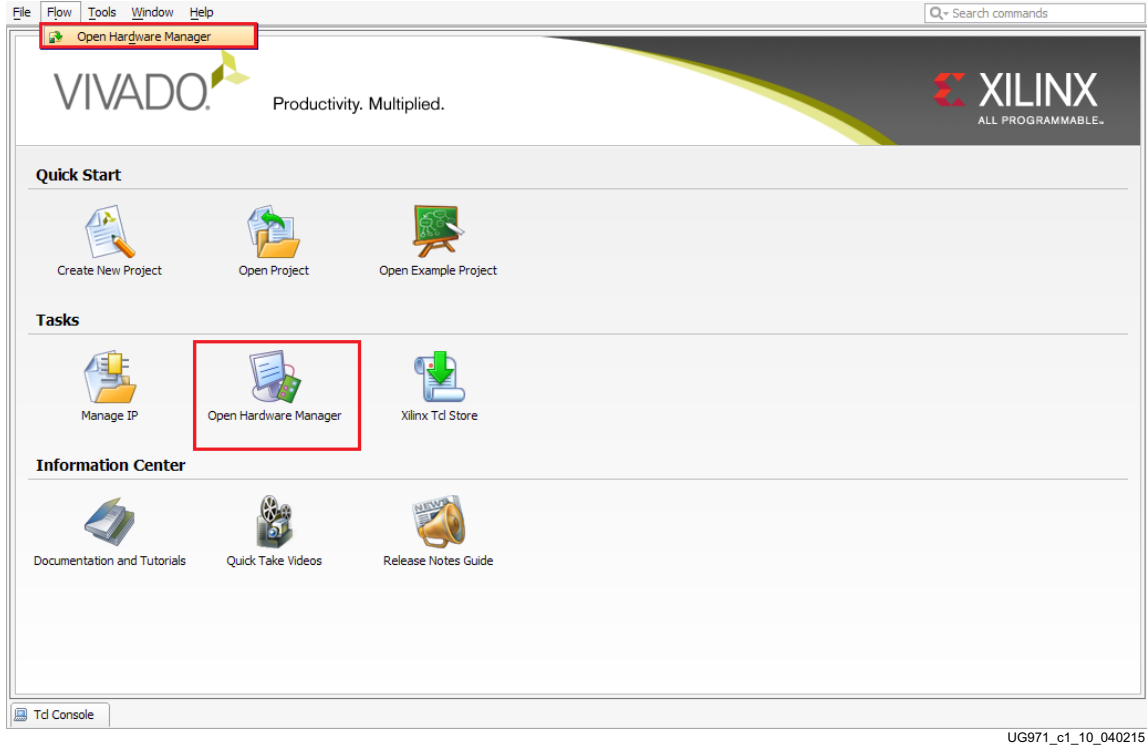 File Flow Tools Window Help
Q- Search commands
Open Hardware Manager
VIVADO.
Productivity. Multiplied.
XILINX
ALL PROGRAMMABLE™
Quick Start
Create New Project
Open Project
Open Example Project
Tasks
Manage IP
Open Hardware Manager
Xilinx Tcl Store
Information Center
NEWS
Documentation and Tutorials
Quick Take Videos
Release Notes Guide
Tcl Console
UG971_c1_10_040215